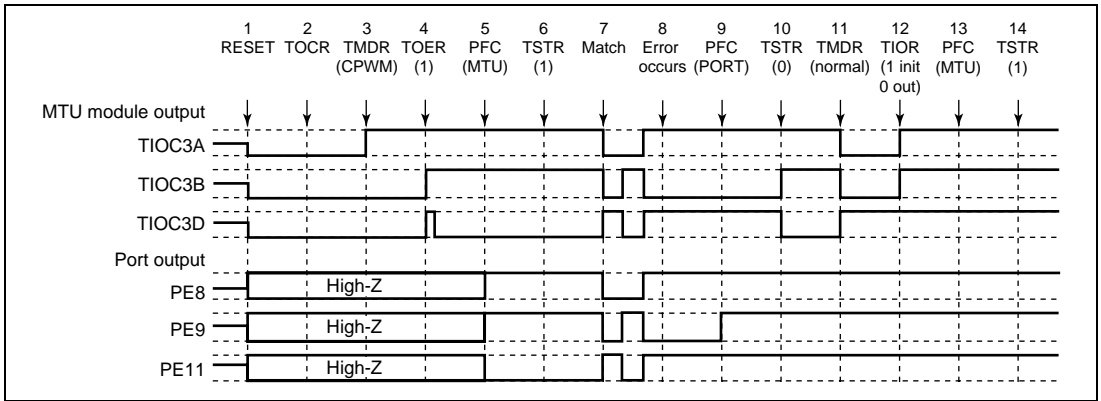 1 2 3 4 5 6 7 8 9 10 11 12 13 14
RESET TOCR TMDR TOER PFC TSTR Match Error PFC TSTR TMDR TIOR PFC TSTR
(CPWM) (1) (MTU) (1) occurs (PORT) (0) (normal) (1 init (MTU) (1)
0 out)
MTU module output
TIOC3A
TIOC3B
TIOC3D
Port output
PE8 High-Z
PE9 High-Z
PE11 High-Z